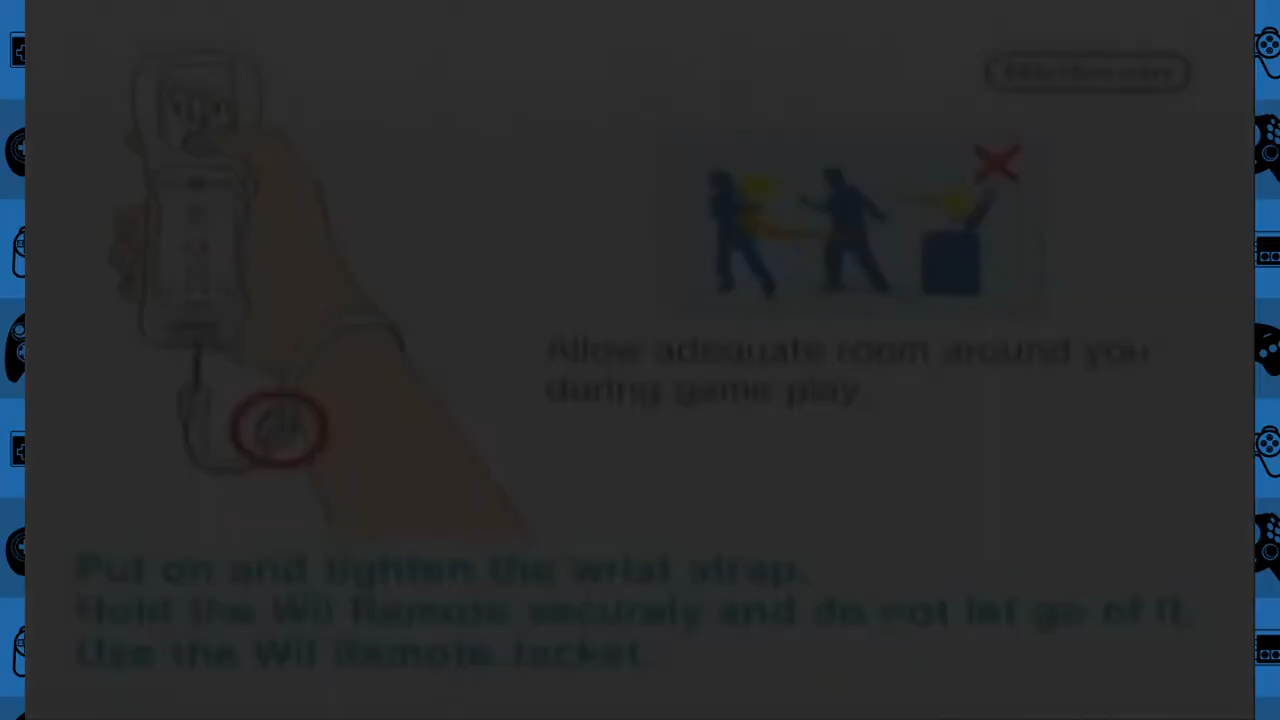 Allow adequate room around you
during game play.
Put on and tighten the wrist strap.
Hold the Wii Remote securely and do not let go of it.
Use the Wii Remote Jacket.